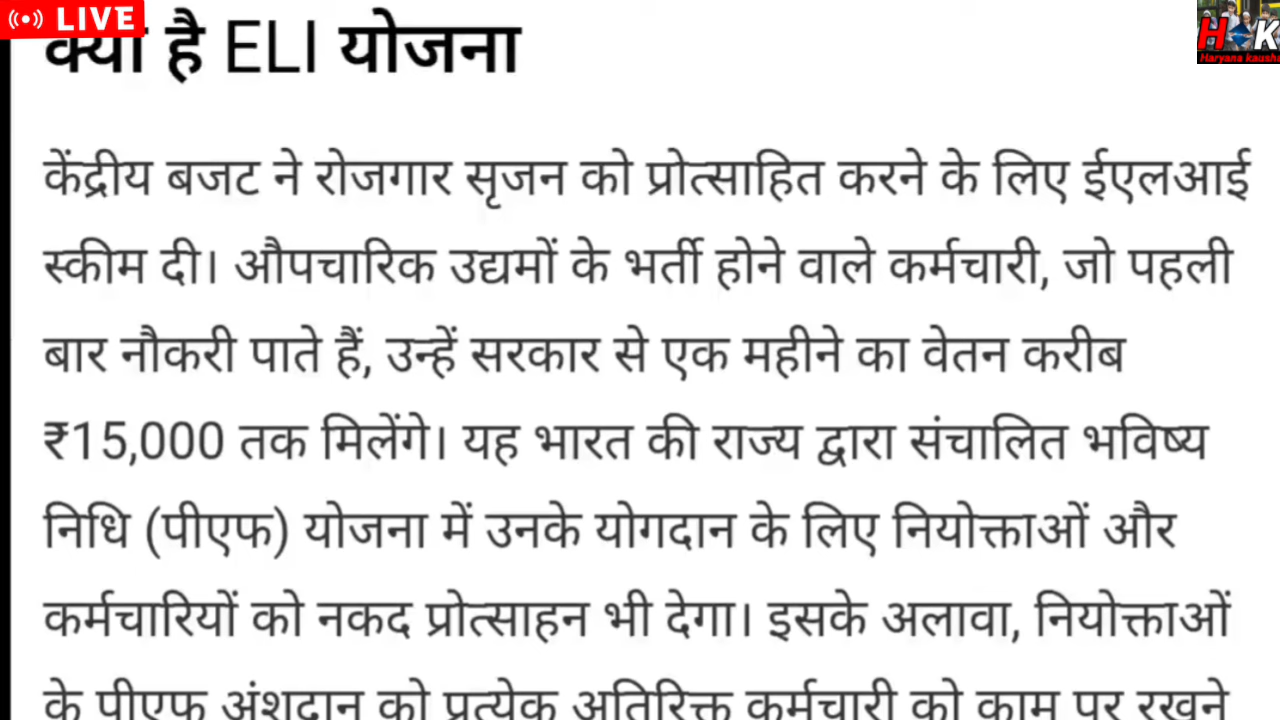 LIVE
क्या है ELI योजना
H K
Haryana kaush
केंद्रीय बजट ने रोजगार सृजन को प्रोत्साहित करने के लिए ईएलआई
स्कीम दी। औपचारिक उद्यमों के भर्ती होने वाले कर्मचारी, जो पहली
बार नौकरी पाते हैं, उन्हें सरकार से एक महीने का वेतन करीब
₹15,000 तक मिलेंगे। यह भारत की राज्य द्वारा संचालित भविष्य
निधि (पीएफ) योजना में उनके योगदान के लिए नियोक्ताओं और
कर्मचारियों को नकद प्रोत्साहन भी देगा। इसके अलावा, नियोक्ताओं
के पीएफ अंशदान को प्रत्येक अतिरिक्त कर्मचारी को काम पर रखने